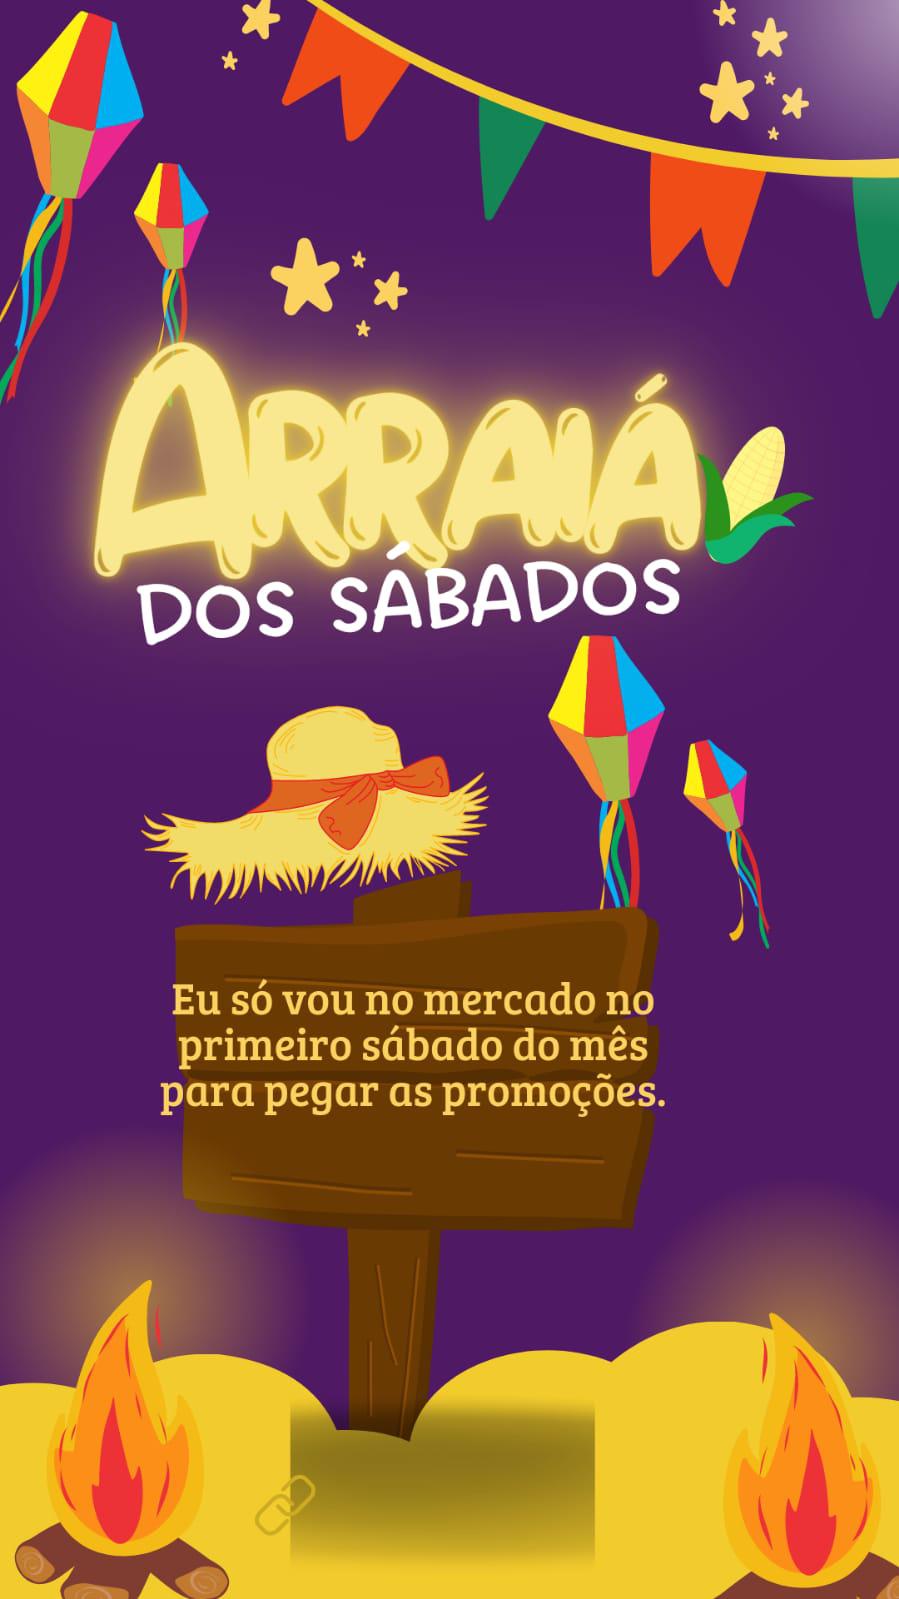 ARRAIÁ
DOS SÁBADOS
Eu só vou no mercado no
primeiro sábado do mês
para pegar as promoções.